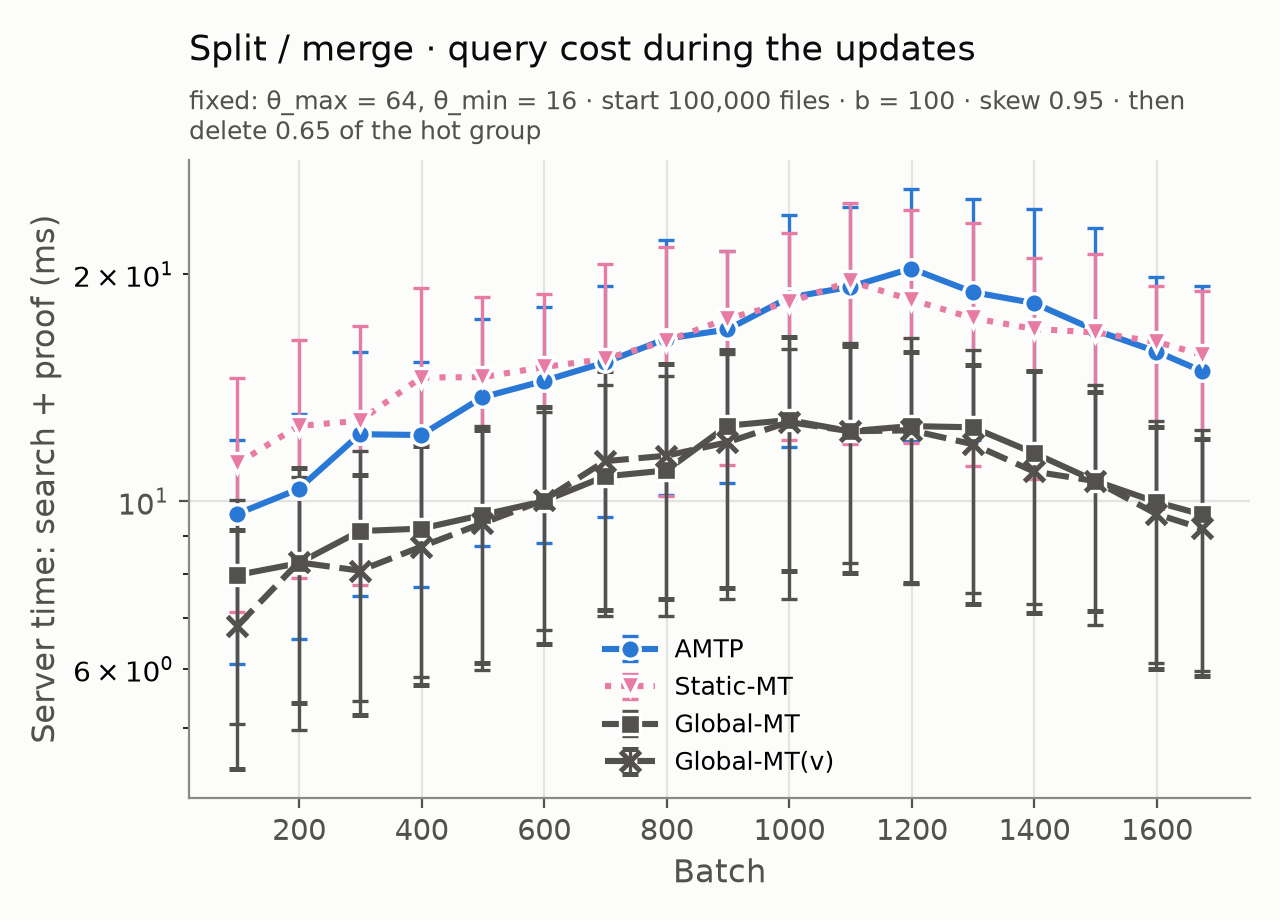 Split / merge · query cost during the updates
fixed: θ_max = 64, θ_min = 16 · start 100,000 files · b = 100 · skew 0.95 · then
delete 0.65 of the hot group
Server time: search + proof (ms)
2 × 10¹
10¹
6 × 10⁰
AMTP
Static-MT
Global-MT
Global-MT(v)
200 400 600 800 1000 1200 1400 1600
Batch